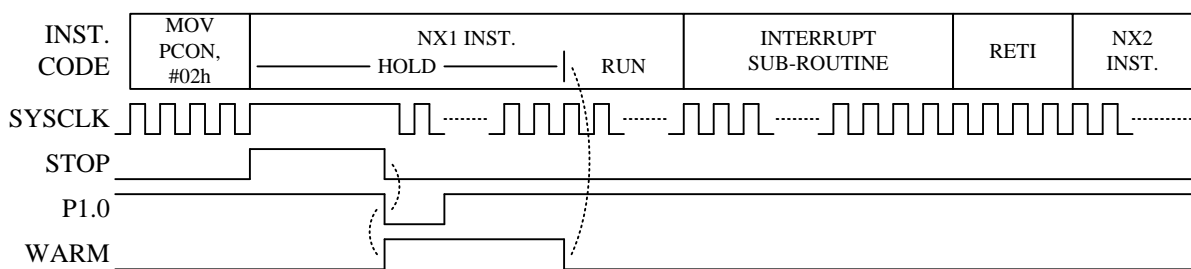 INST.
CODE
MOV
PCON,
#02h
NX1 INST.
HOLD
RUN
INTERRUPT
SUB-ROUTINE
RETI
NX2
INST.
SYSCLK
STOP
P1.0
WARM